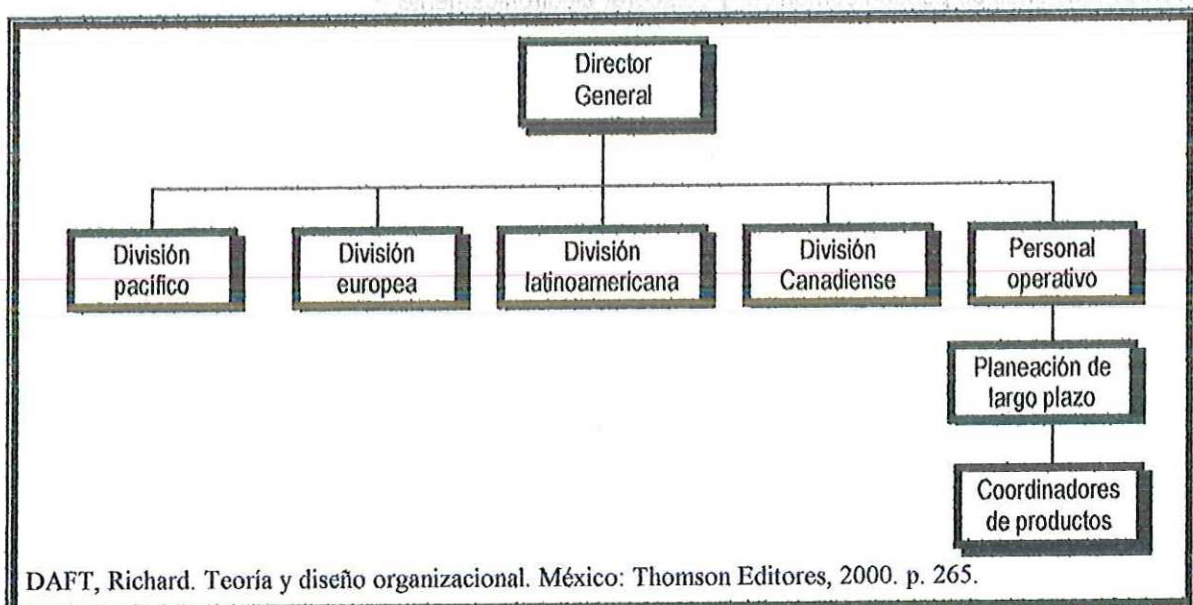 Director
General
División
pacífico
División
europea
División
latinoamericana
División
Canadiense
Personal
operativo
Planeación de
largo plazo
Coordinadores
de productos
DAFT, Richard. Teoría y diseño organizacional. México: Thomson Editores, 2000. p. 265.